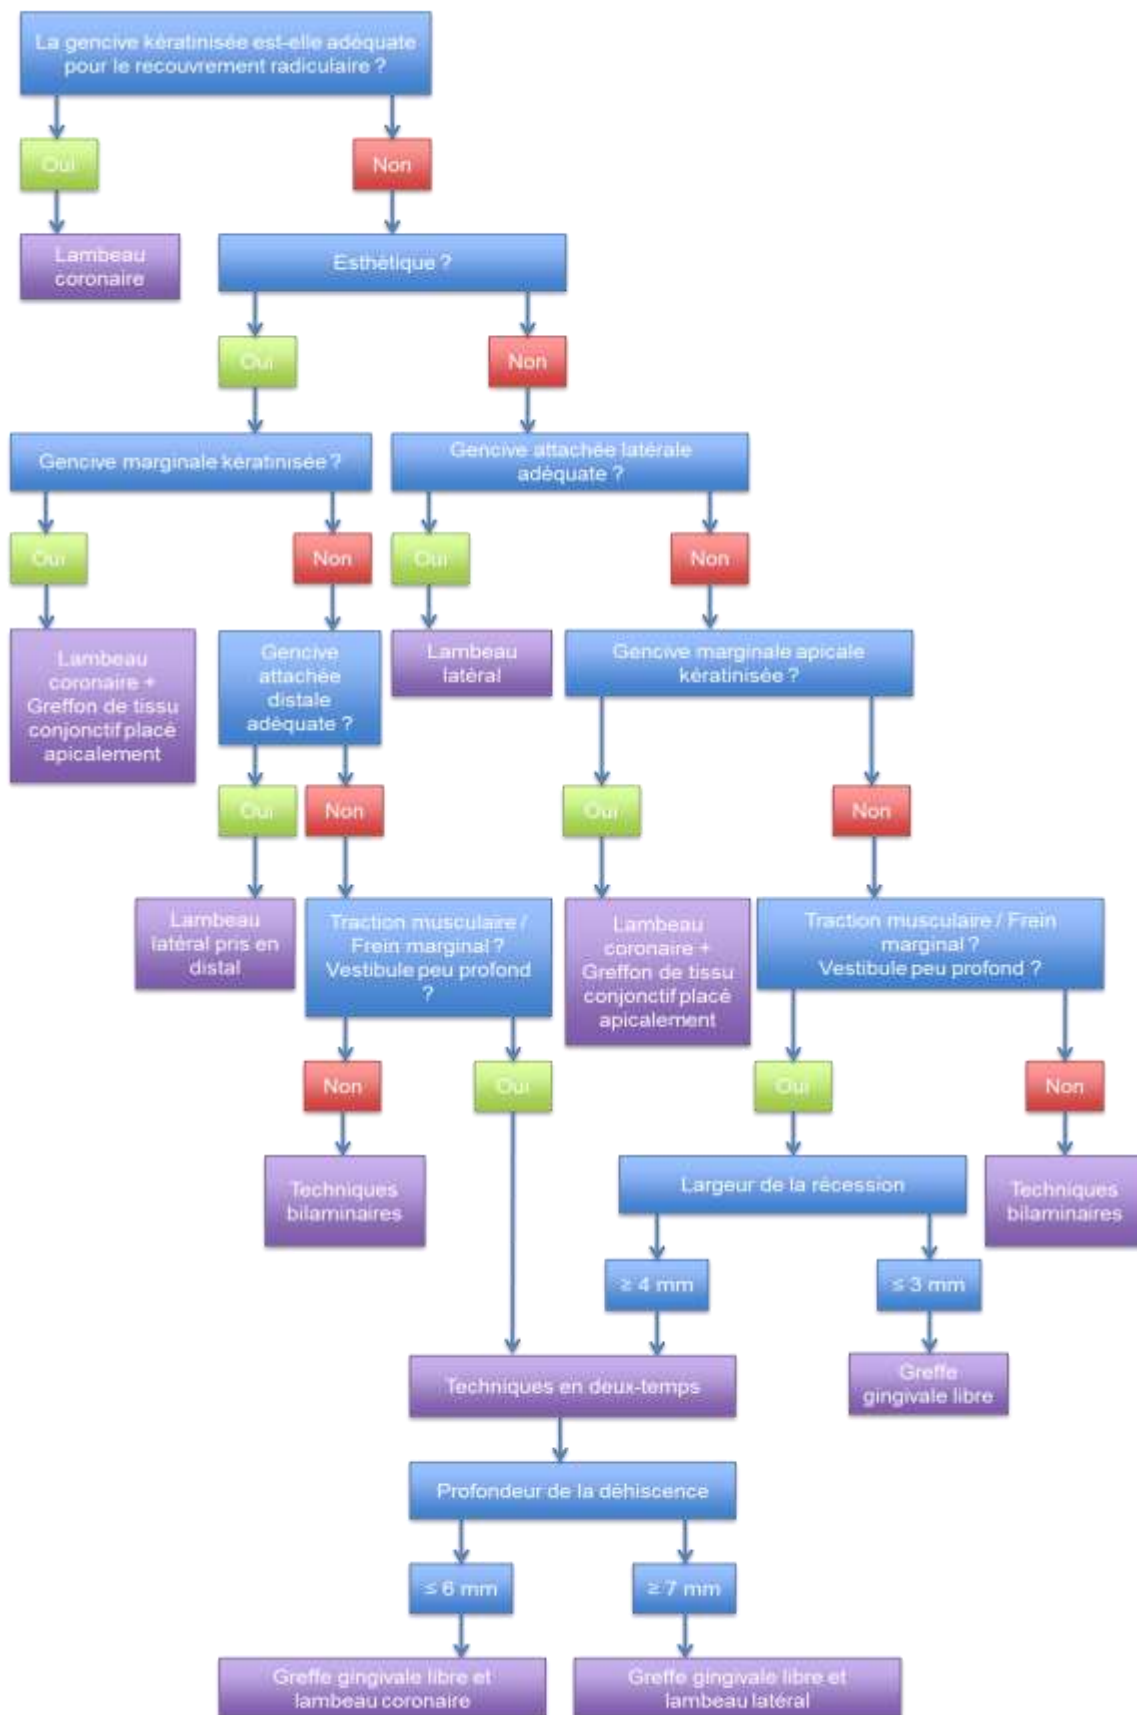 La gencive kératinisée est-elle adéquate
pour le recouvrement radiculaire ?
Oui
Non
Lambeau
coronaire
Esthétique ?
Oui
Non
Gencive marginale kératinisée ?
Gencive attachée latérale
adéquate ?
Oui
Non
Oui
Non
Lambeau
coronaire +
Greffon de tissu
conjonctif placé
apicalement
Gencive
attachée
distale
adéquate ?
Lambeau
latéral
Gencive marginale apicale
kératinisée ?
Oui
Non
Oui
Non
Lambeau
latéral pris en
distal
Traction musculaire /
Frein marginal ?
Vestibule peu profond
?
Lambeau
coronaire +
Greffon de tissu
conjonctif placé
apicalement
Traction musculaire / Frein
marginal ?
Vestibule peu profond ?
Non
Oui
Oui
Non
Techniques
bilaminaires
Largeur de la récession
Techniques
bilaminaires
≥ 4 mm
≤ 3 mm
Techniques en deux-temps
Greffe
gingivale libre
Profondeur de la déhiscence
≤ 6 mm
≥ 7 mm
Greffe gingivale libre et
lambeau coronaire
Greffe gingivale libre et
lambeau latéral